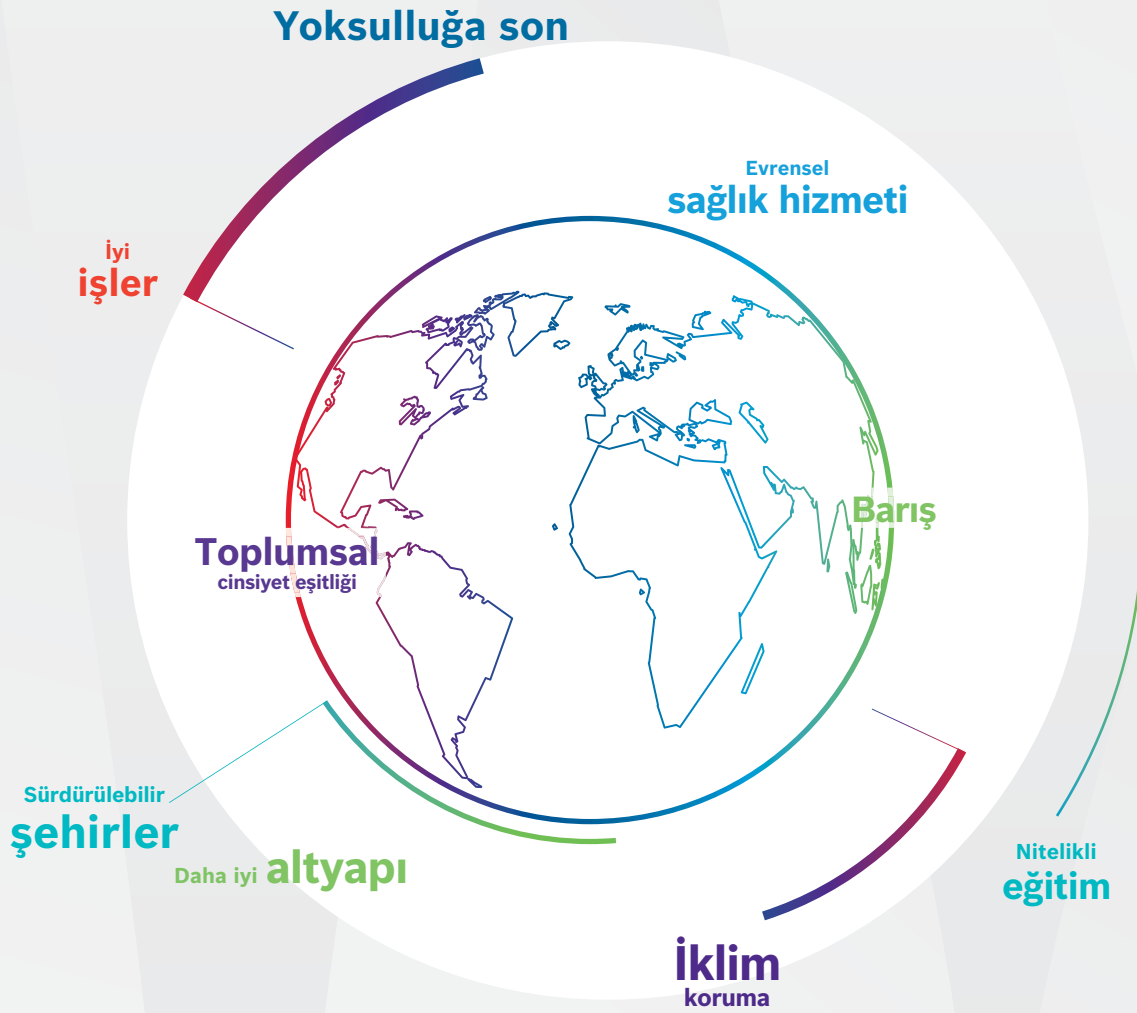 Yoksulluğa son
Evrensel
sağlık hizmeti
İyi
işler
Barış
Toplumsal
cinsiyet eşitliği
Sürdürülebilir
şehirler
Daha iyi altyapı
Nitelikli
eğitim
İklim
koruma